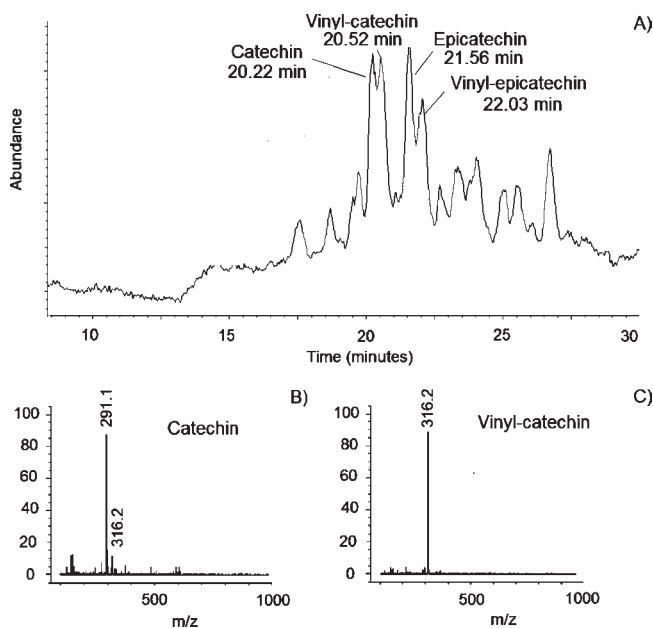 A)
Vinyl-catechin
20.52 min
Catechin
20.22 min
Epicatechin
21.56 min
Vinyl-epicatechin
22.03 min
Abundance
10 15 20 25 30
Time (minutes)
B)
Catechin
291.1
316.2
100
80
60
40
20
0
500 1000
m/z
C)
Vinyl-catechin
316.2
100
80
60
40
20
0
500 1000
m/z